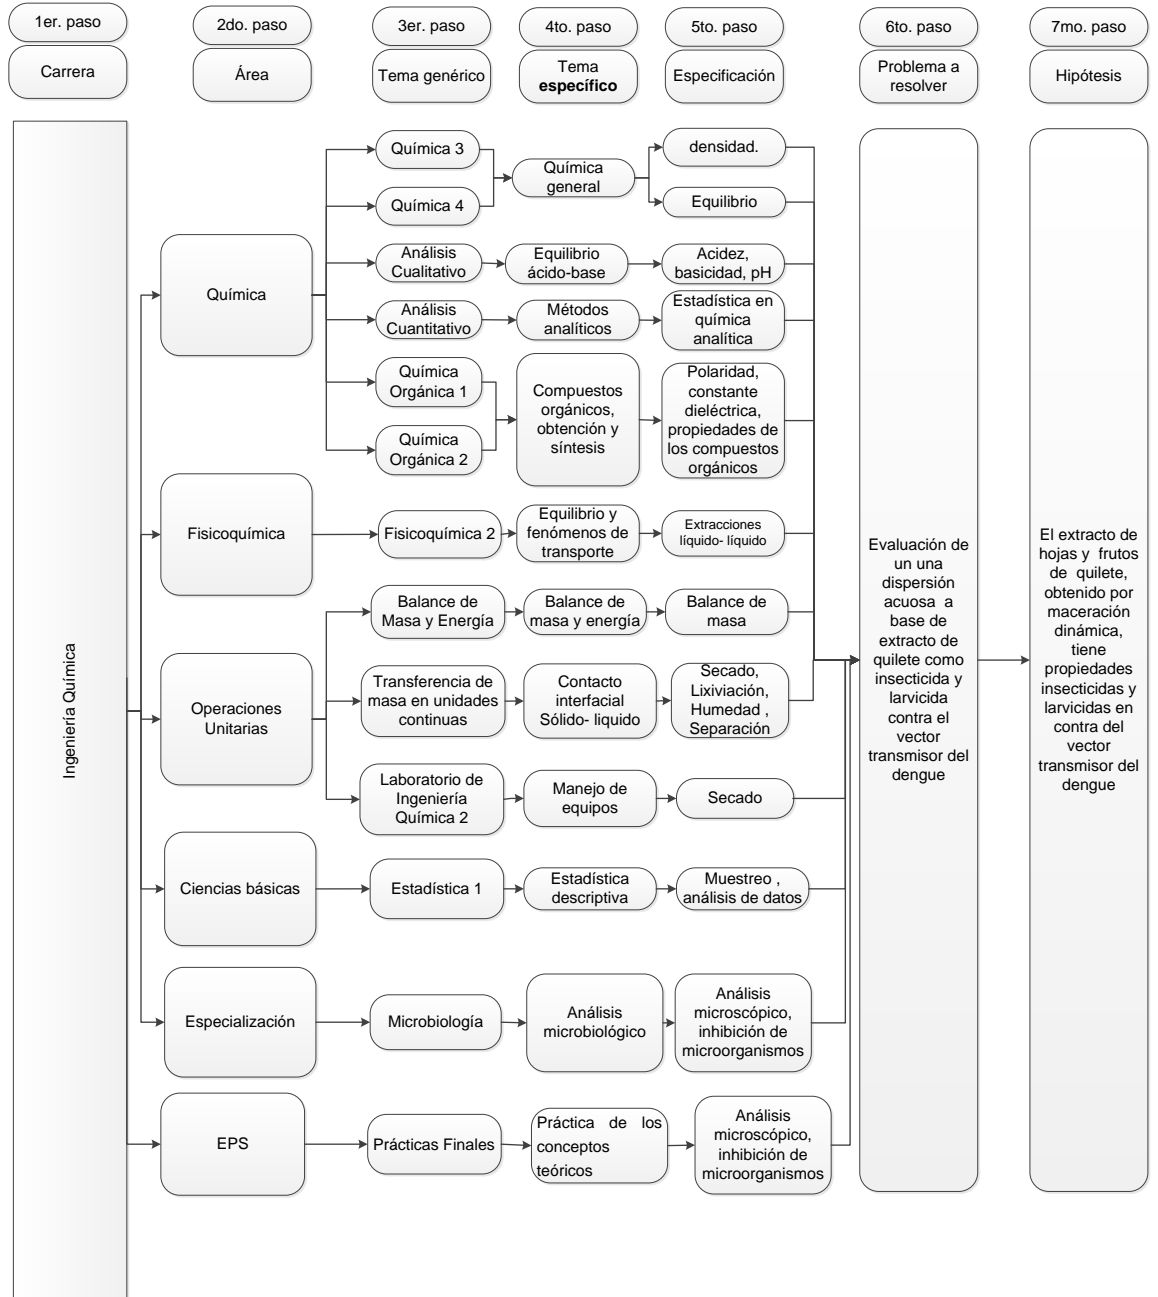 1er. paso
2do. paso
3er. paso
4to. paso
5to. paso
6to. paso
7mo. paso
Carrera
Área
Tema genérico
Tema
específico
Especificación
Problema a
resolver
Hipótesis
Ingeniería Química
Química
Química 3
Química 4
Química
general
densidad.
Equilibrio
Análisis
Cualitativo
Equilibrio
ácido-base
Acidez,
basicidad, pH
Análisis
Cuantitativo
Métodos
analíticos
Estadística en
química
analítica
Química
Orgánica 1
Química
Orgánica 2
Compuestos
orgánicos,
obtención y
síntesis
Polaridad,
constante
dieléctrica,
propiedades de
los compuestos
orgánicos
Fisicoquímica
Fisicoquímica 2
Equilibrio y
fenómenos de
transporte
Extracciones
líquido- líquido
Operaciones
Unitarias
Balance de
Masa y Energía
Balance de
masa y energía
Balance de
masa
Transferencia de
masa en unidades
continuas
Contacto
interfacial
Sólido- liquido
Secado,
Lixiviación,
Humedad ,
Separación
Laboratorio de
Ingeniería
Química 2
Manejo de
equipos
Secado
Ciencias básicas
Estadística 1
Estadística
descriptiva
Muestreo ,
análisis de datos
Especialización
Microbiología
Análisis
microbiológico
Análisis
microscópico,
inhibición de
microorganismos
EPS
Prácticas Finales
Práctica de los
conceptos
teóricos
Análisis
microscópico,
inhibición de
microorganismos
Evaluación de
un una
dispersión
acuosa a
base de
extracto de
quilete como
insecticida y
larvicida
contra el
vector
transmisor del
dengue
El extracto de
hojas y frutos
de quilete,
obtenido por
maceración
dinámica,
tiene
propiedades
insecticidas y
larvicidas en
contra del
vector
transmisor del
dengue